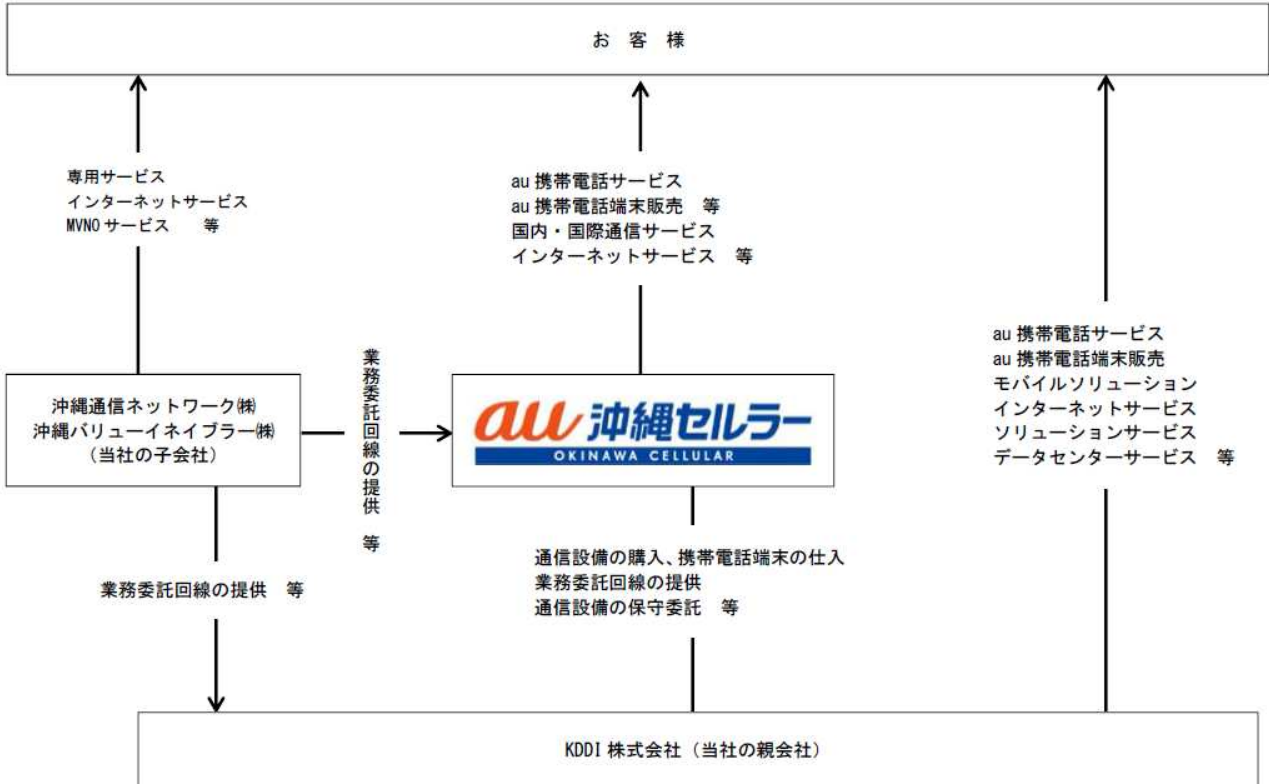 お 客 様
専用サービス
インターネットサービス
MVNO サービス 等
au 携帯電話サービス
au 携帯電話端末販売 等
国内・国際通信サービス
インターネットサービス 等
au 携帯電話サービス
au 携帯電話端末販売
モバイルソリューション
インターネットサービス
ソリューションサービス
データセンターサービス 等
沖縄通信ネットワーク㈱
沖縄バリューイネイブラー㈱
（当社の子会社）
業務委託回線の提供 等
au 沖縄セルラー
OKINAWA CELLULAR
業務委託回線の提供 等
通信設備の購入、携帯電話端末の仕入
業務委託回線の提供
通信設備の保守委託 等
KDDI 株式会社（当社の親会社）